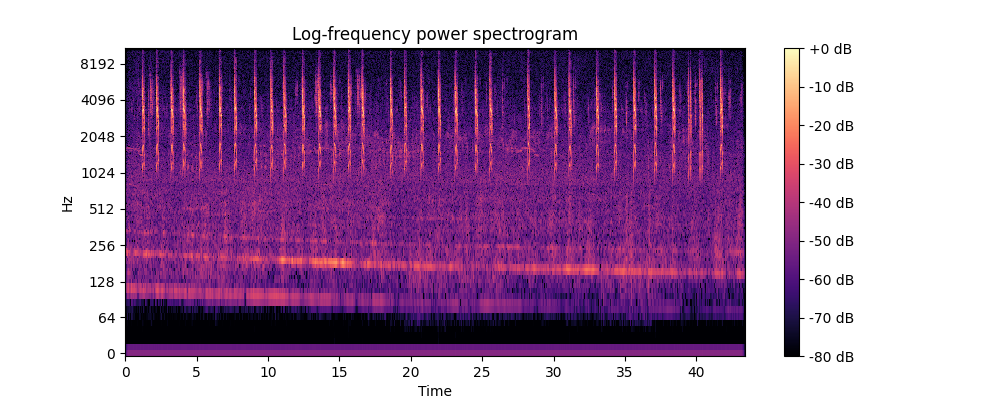 Log-frequency power spectrogram
Hz
8192
4096
2048
1024
512
256
128
64
0
0 5 10 15 20 25 30 35 40
Time
+0 dB
-10 dB
-20 dB
-30 dB
-40 dB
-50 dB
-60 dB
-70 dB
-80 dB